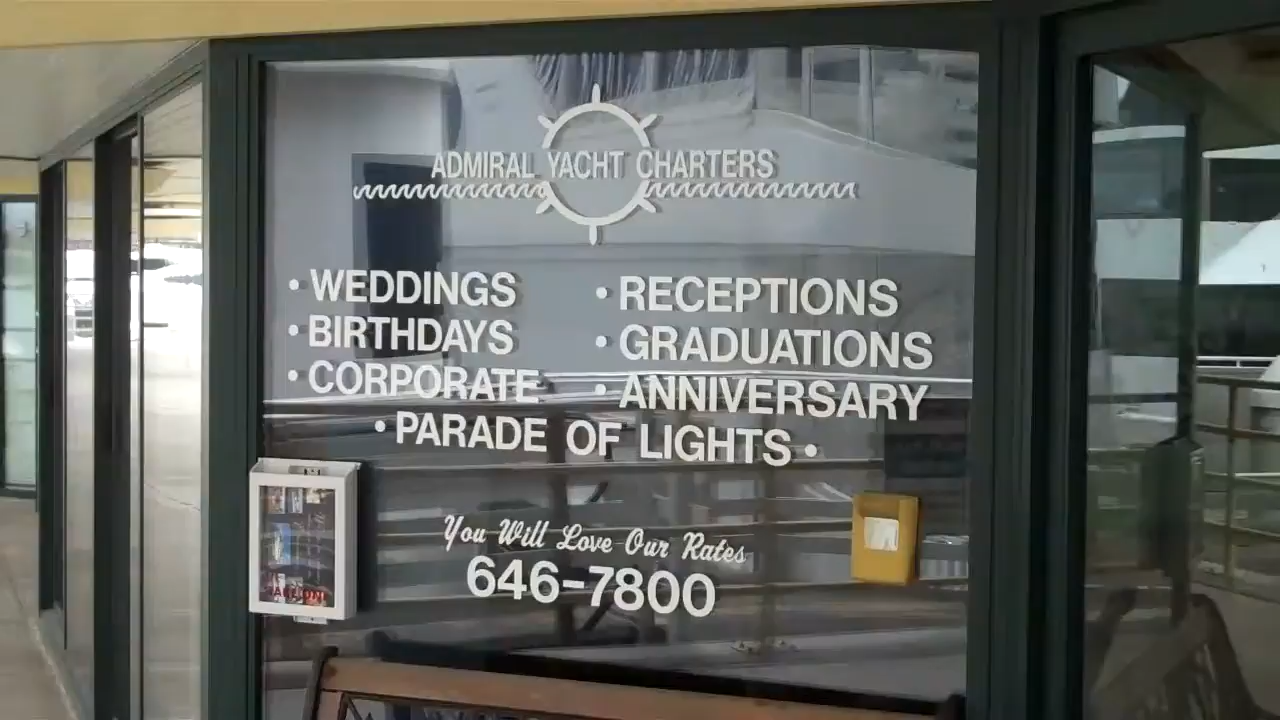 ADMIRAL YACHT CHARTERS
• WEDDINGS
• BIRTHDAYS
• CORPORATE
• RECEPTIONS
• GRADUATIONS
• ANNIVERSARY
• PARADE OF LIGHTS •
You Will Love Our Rates
646-7800